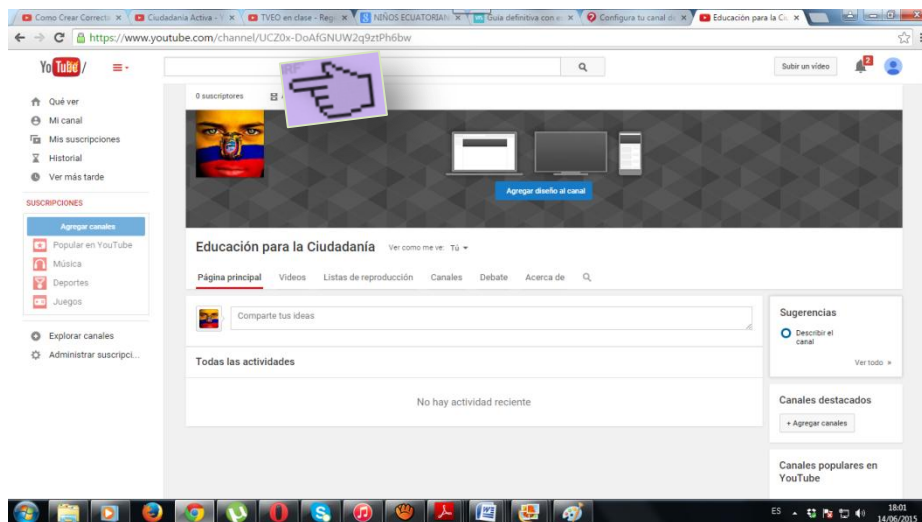 Como Crear Correcta
Ciudadanía Activa - Y
TVEO en clase - Regi
NIÑOS ECUATORIAN
Guia definitiva con e
Configura tu canal de
Educación para la Ci
https://www.youtube.com/channel/UCZ0x-DoAfGNUW2q9ztPh6bw
YouTube
Subir un vídeo
2
Qué ver
Mi canal
Mis suscripciones
Historial
Ver más tarde
SUSCRIPCIONES
Agregar canales
Popular en YouTube
Música
Deportes
Juegos
Explorar canales
Administrar suscripci...
0 suscriptores
Agregar diseño al canal
Educación para la Ciudadanía
Ver como me ve: Tú
Página principal Videos Listas de reproducción Canales Debate Acerca de
Comparte tus ideas
Todas las actividades
No hay actividad reciente
Sugerencias
Describir el
canal
Ver todo »
Canales destacados
+ Agregar canales
Canales populares en
YouTube
ES
18:01
14/06/2015